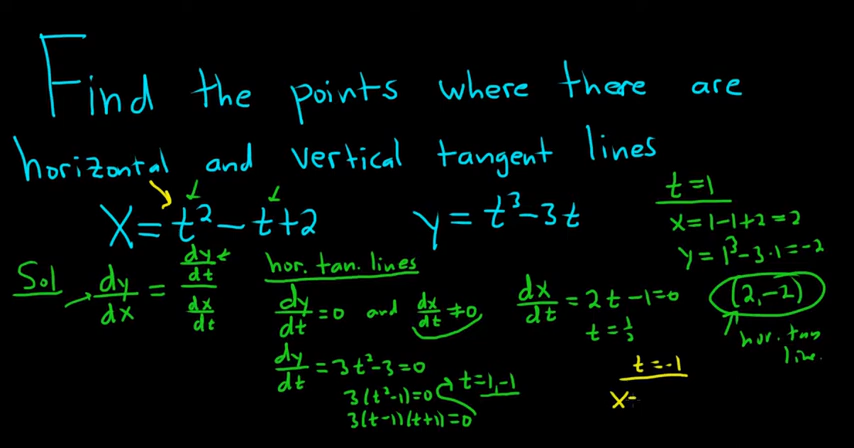 Find the points where there are
horizontal and vertical tangent lines
x = t² - t + 2
y = t³ - 3t
Sol
dy/dx = (dy/dt)/(dx/dt)
hor. tan. lines
dy/dt = 0 and dx/dt ≠ 0
dy/dt = 3t² - 3 = 0
3(t² - 1) = 0
3(t - 1)(t + 1) = 0
t = 1, -1
dx/dt = 2t - 1 = 0
t = 1/2
t = 1
x = 1 - 1 + 2 = 2
y = 1³ - 3·1 = -2
(2, -2)
hor. tan
line.
t = -1
x =